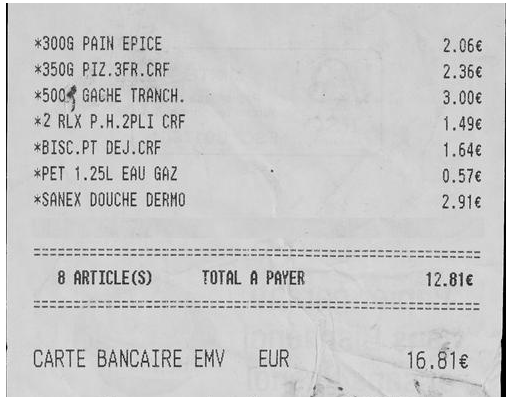 *300G PAIN EPICE 2.06€
*350G PIZ.3FR.CRF 2.36€
*500 GACHE TRANCH. 3.00€
*2 RLX P.H.2PLI CRF 1.49€
*BISC.PT DEJ.CRF 1.64€
*PET 1.25L EAU GAZ 0.57€
*SANEX DOUCHE DERMO 2.91€
==================================================
8 ARTICLE(S) TOTAL A PAYER 12.81€
==================================================
CARTE BANCAIRE EMV EUR 16.81€